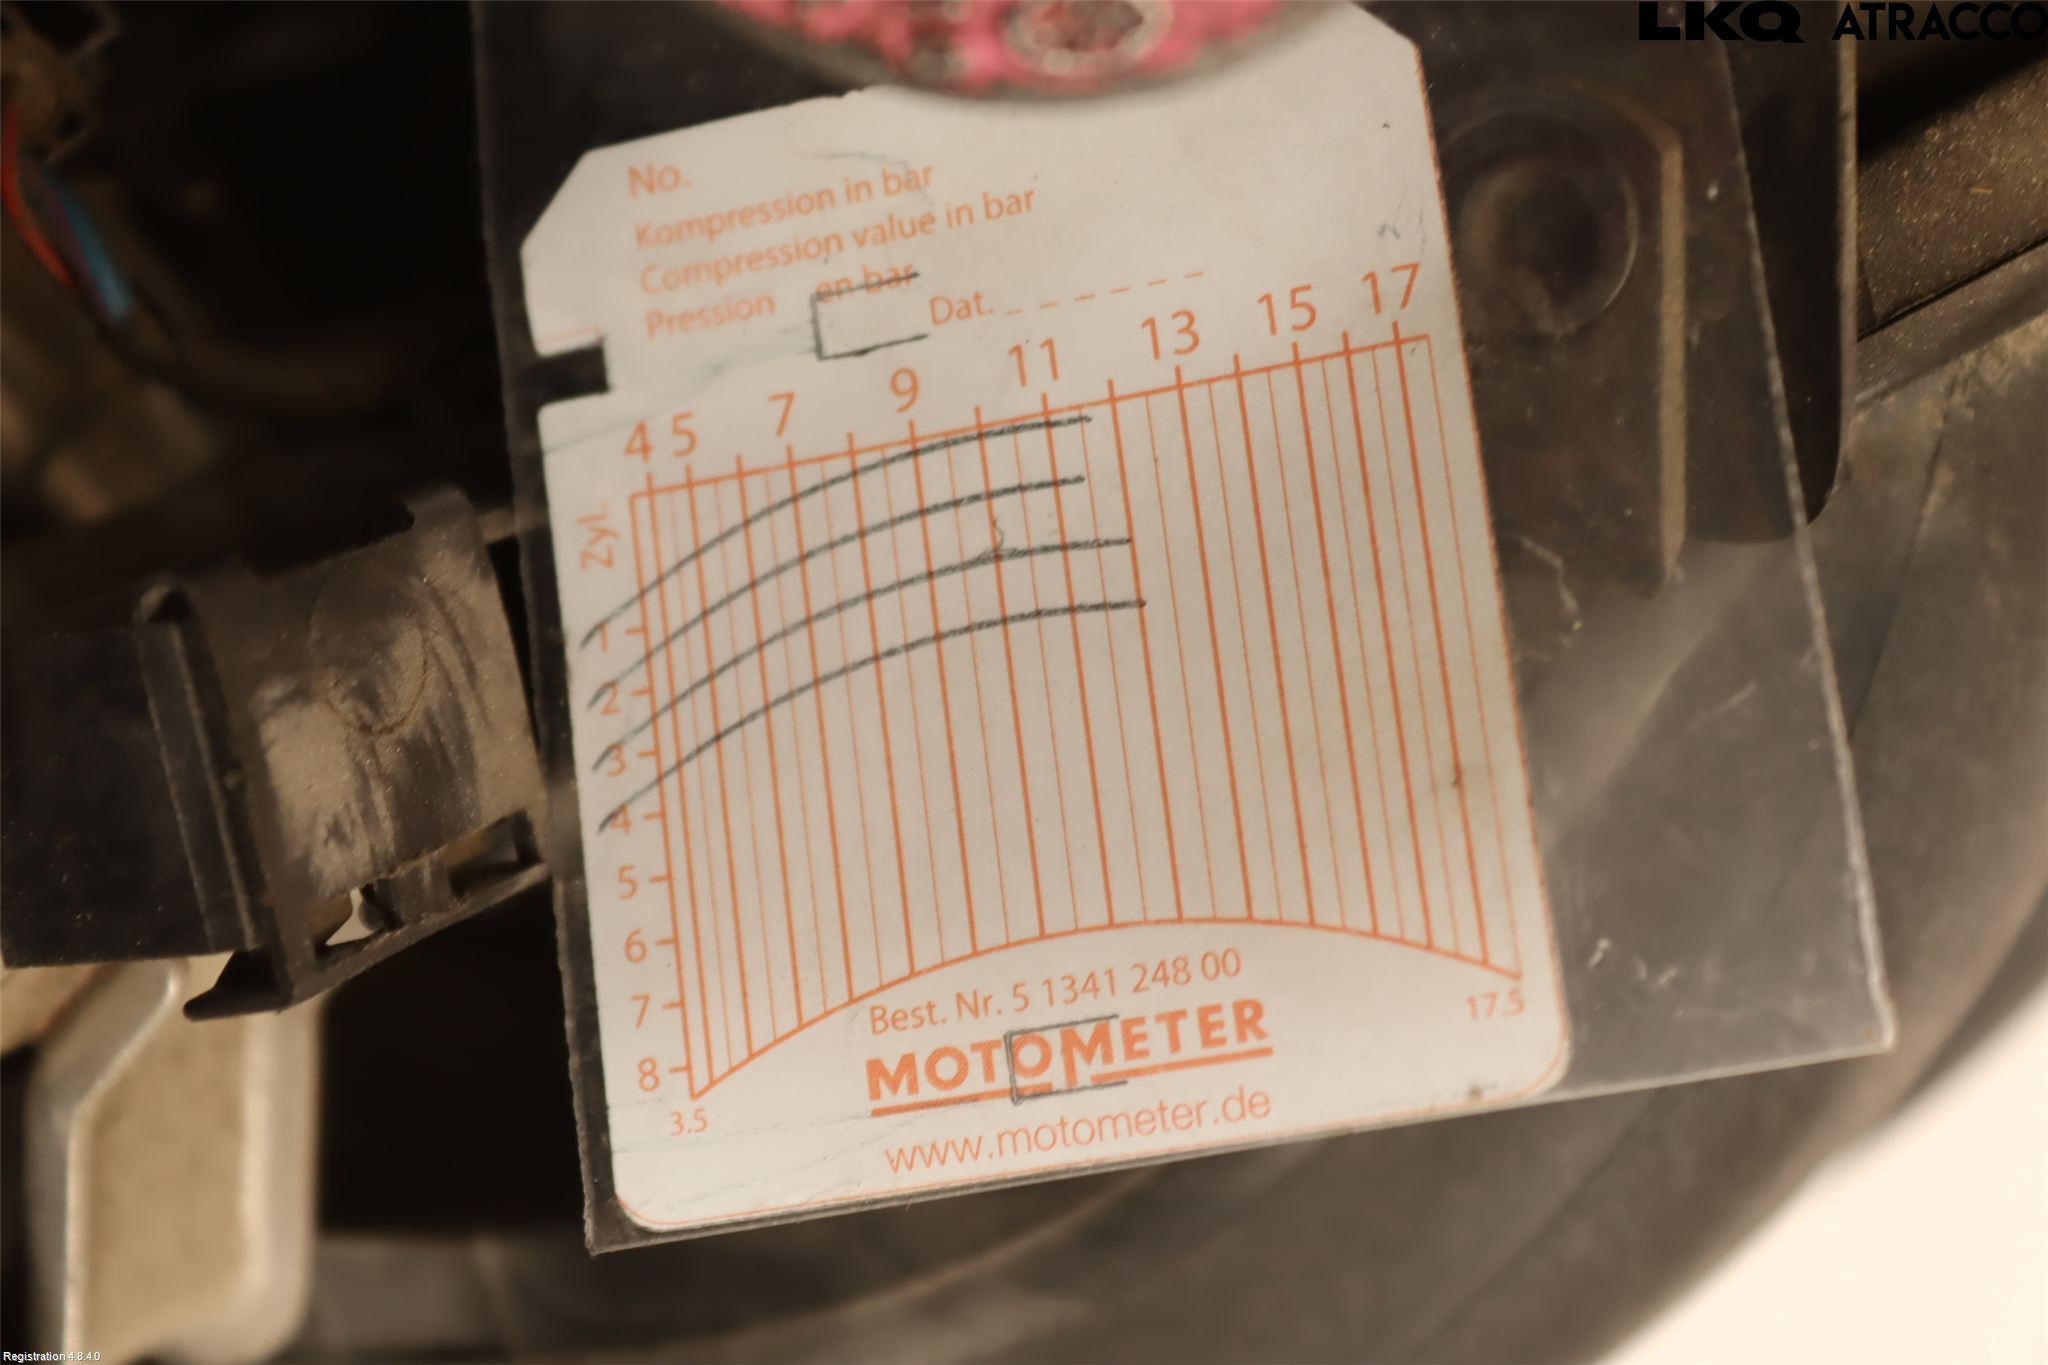 LKQ ATRACCO
No.
Kompression in bar
Compression value in bar
Pression en bar
Dat.
4 5 7 9 11 13 15 17
Zyl.
1
2
3
4
5
6
7
8
3.5
17.5
Best. Nr. 5 1341 248 00
MOTOMETER
www.motometer.de
Registration 4.8.4.0